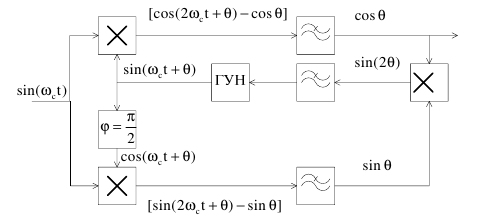 [cos(2ω_c t + θ) − cos θ]
cos θ
sin(ω_c t + θ)
ГУН
sin(2θ)
sin(ω_c t)
φ = π/2
cos(ω_c t + θ)
sin θ
[sin(2ω_c t + θ) − sin θ]